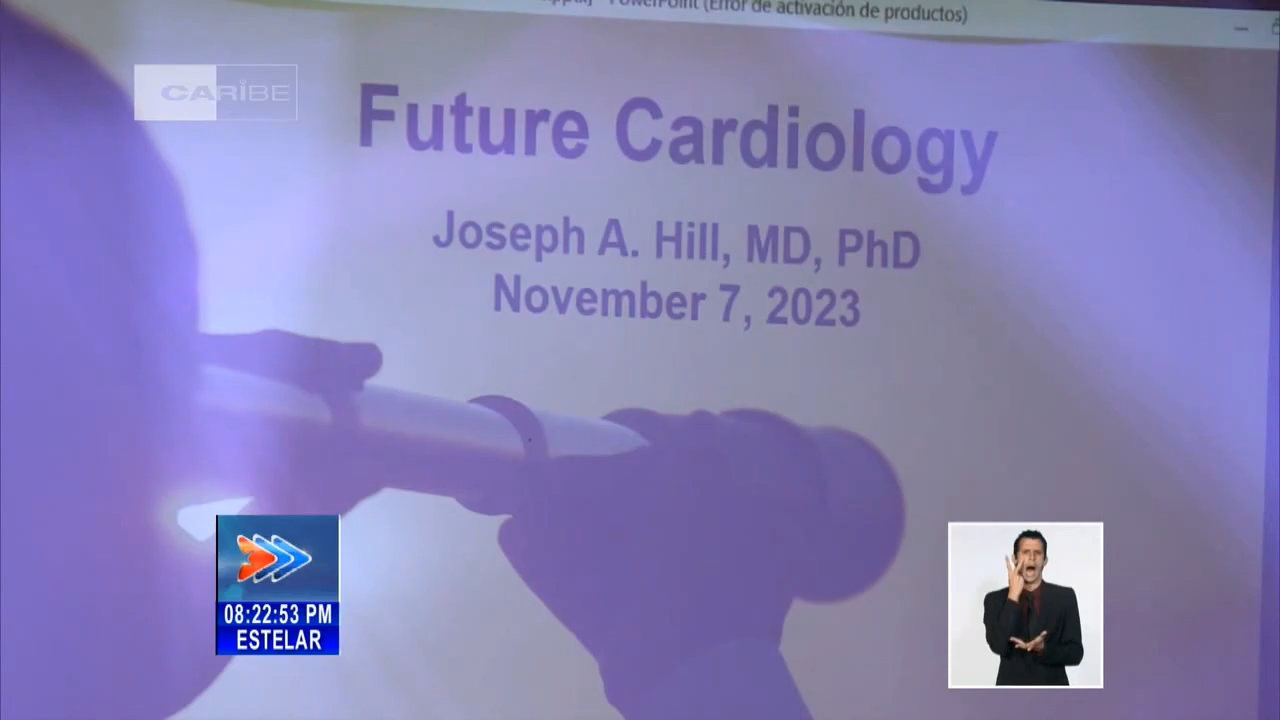 PowerPoint (Error de activación de productos)
CARIBE
Future Cardiology
Joseph A. Hill, MD, PhD
November 7, 2023
08:22:53 PM
ESTELAR